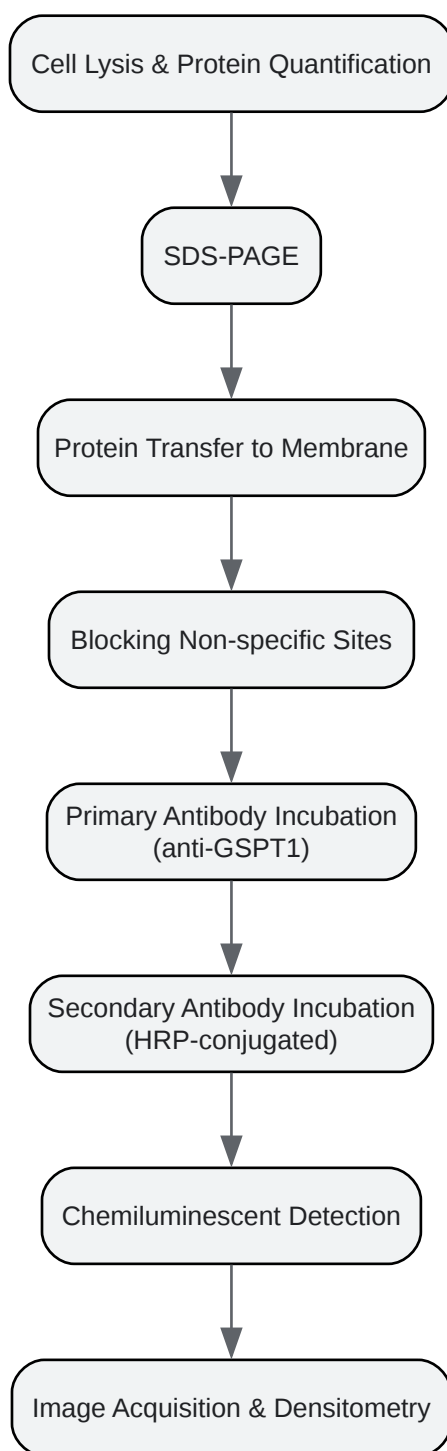 Cell Lysis & Protein Quantification
SDS-PAGE
Protein Transfer to Membrane
Blocking Non-specific Sites
Primary Antibody Incubation
(anti-GSPT1)
Secondary Antibody Incubation
(HRP-conjugated)
Chemiluminescent Detection
Image Acquisition & Densitometry